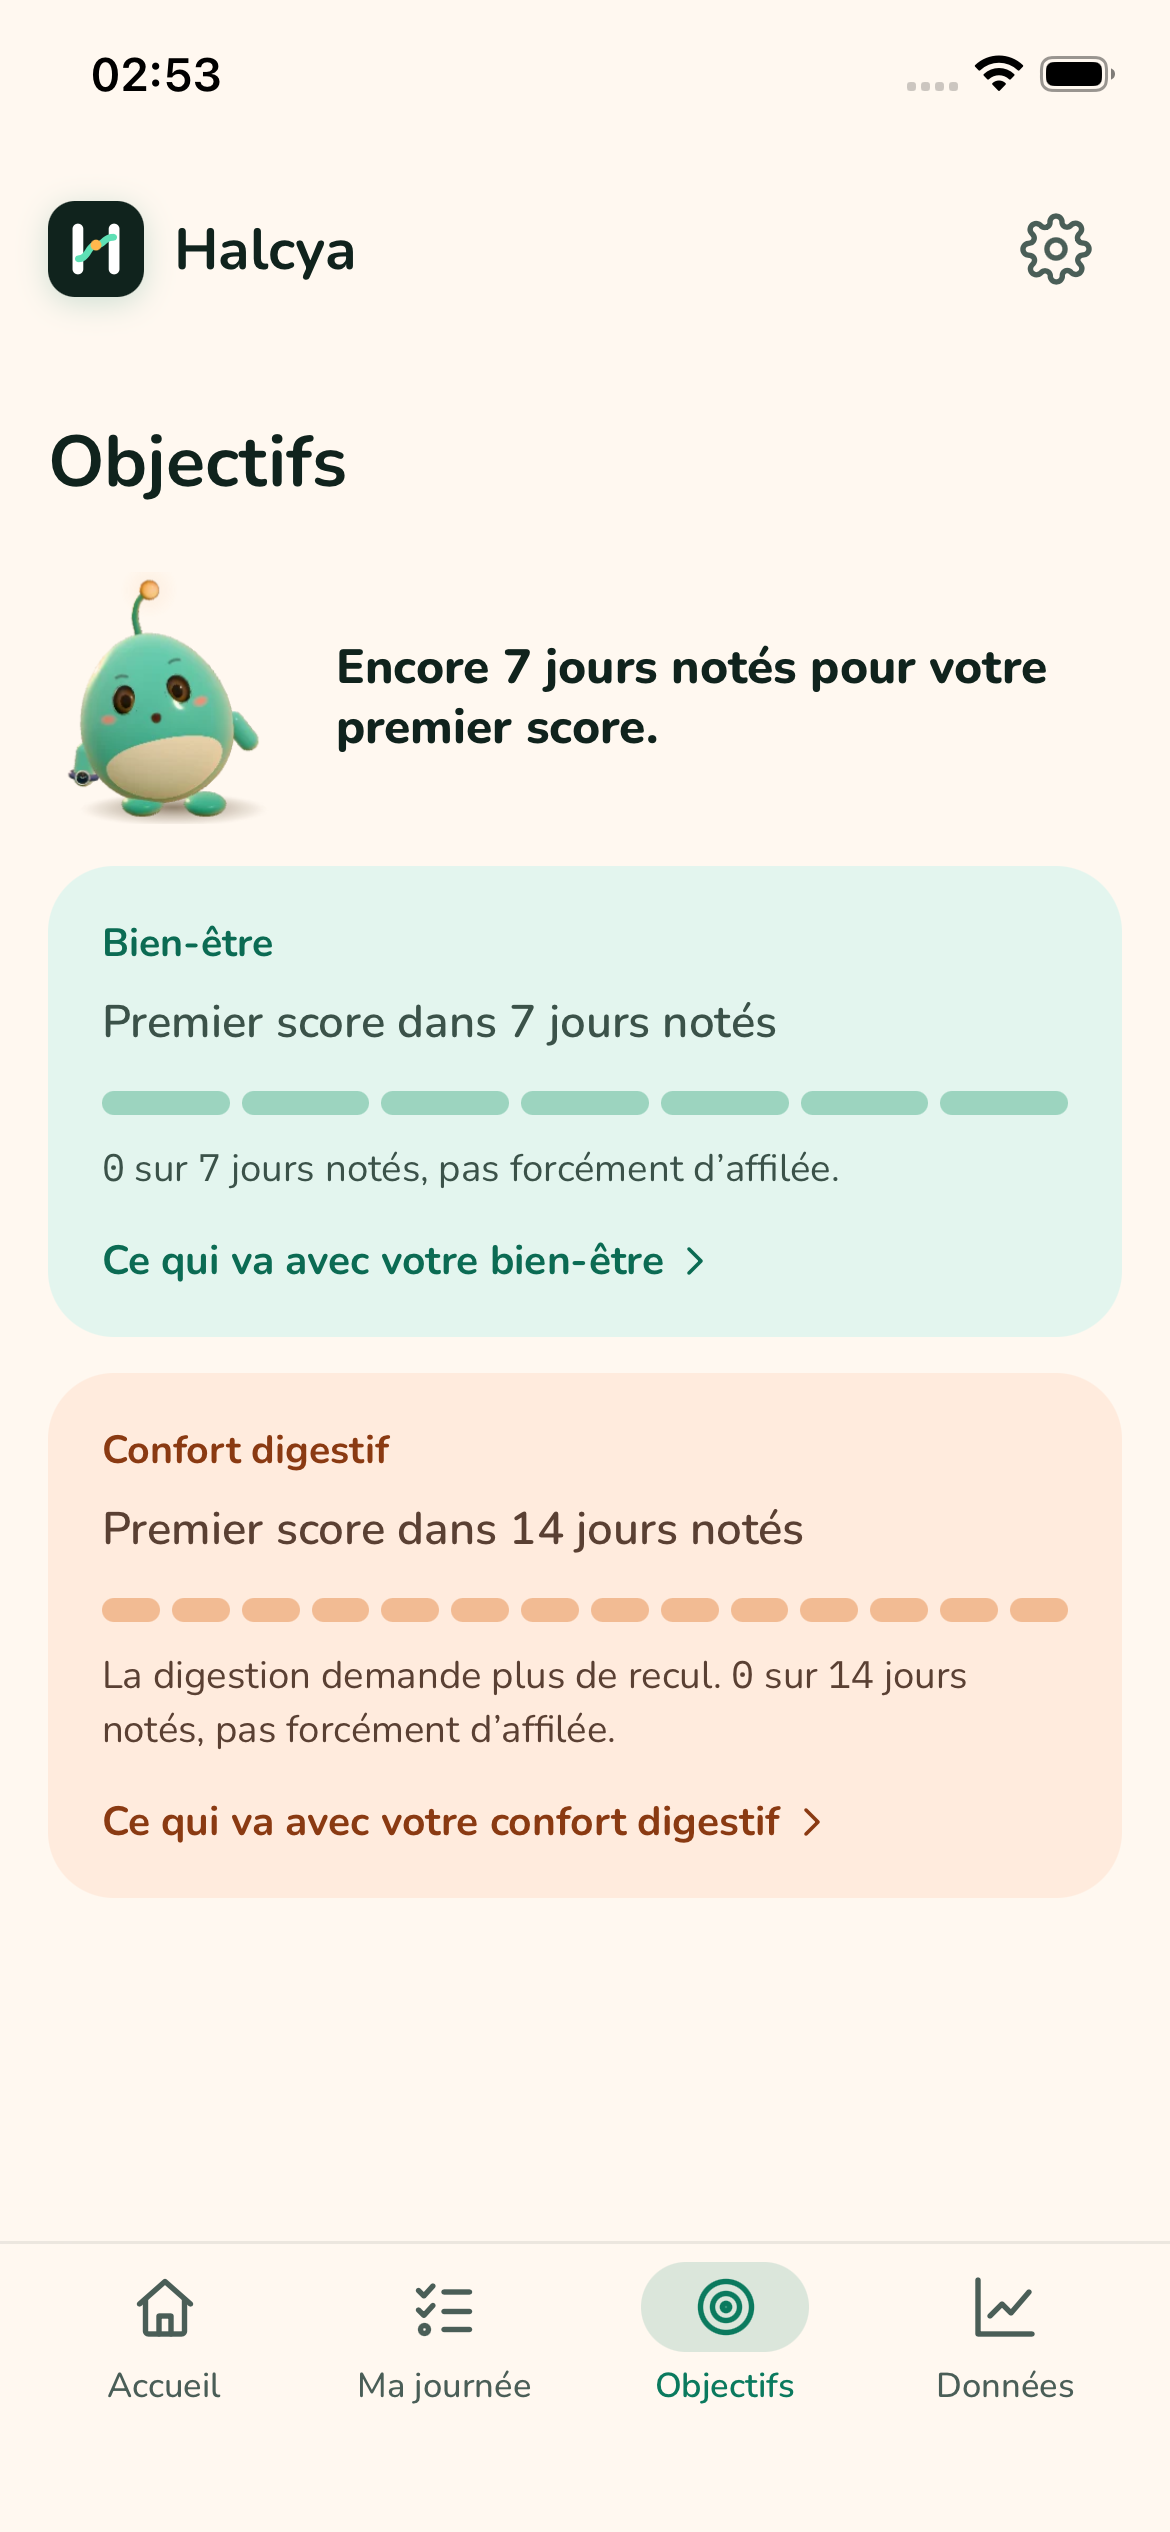 02:53
Halcya
Objectifs
Encore 7 jours notés pour votre
premier score.
Bien-être
Premier score dans 7 jours notés
0 sur 7 jours notés, pas forcément d’affilée.
Ce qui va avec votre bien-être
Confort digestif
Premier score dans 14 jours notés
La digestion demande plus de recul. 0 sur 14 jours
notés, pas forcément d’affilée.
Ce qui va avec votre confort digestif
Accueil
Ma journée
Objectifs
Données